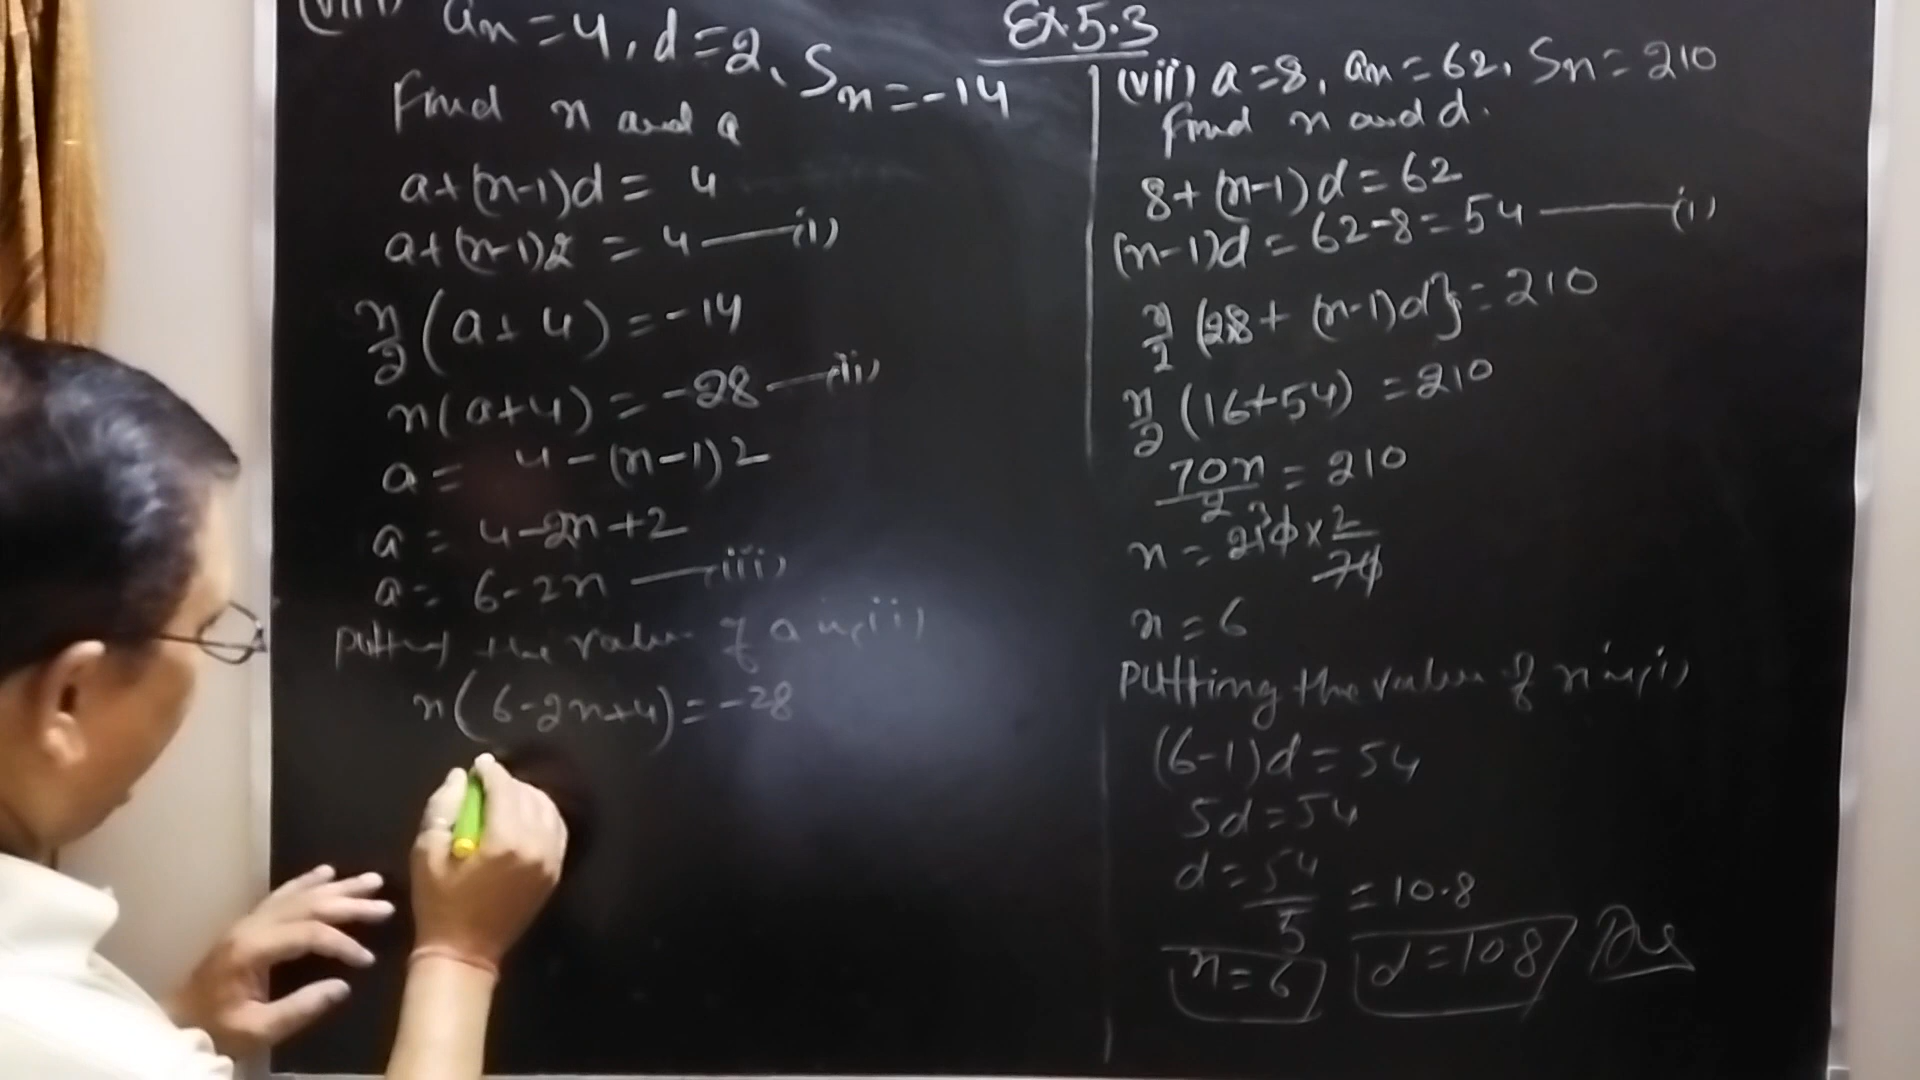 (viii) an = 4, d = 2, Sn = -14
Find n and a
a+(n-1)d = 4
a+(n-1)2 = 4 —— (i)
n/2 (a+4) = -14
n(a+4) = -28 —— (ii)
a = 4-(n-1)2
a = 4-2n+2
a = 6-2n —— (iii)
Putting the value of a in (ii)
n(6-2n+4) = -28
Ex.5.3
(vii) a=8, an = 62, Sn = 210
find n and d.
8+(n-1)d = 62
(n-1)d = 62-8 = 54 —— (i)
n/2 {2x8 + (n-1)d} = 210
n/2 (16+54) = 210
70n/2 = 210
n = 210 × 2/70
n = 6
Putting the value of n in (i)
(6-1)d = 54
5d = 54
d = 54/5 = 10.8
n = 6 d = 10.8 Ans